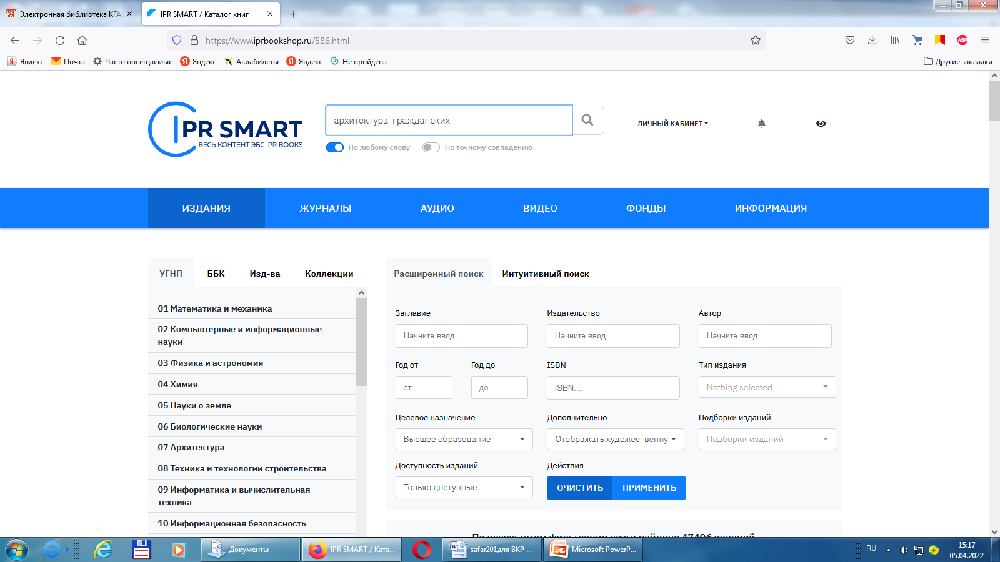 Электронная библиотека КГАС
IPR SMART / Каталог книг
https://www.iprbookshop.ru/586.html
Яндекс
Почта
Часто посещаемые
Яндекс
Авиабилеты
Яндекс
Не пройдена
Другие закладки
IPR SMART
ВЕСЬ КОНТЕНТ ЭБС IPR BOOKS
архитектура гражданских
По любому слову
По точному совпадению
ЛИЧНЫЙ КАБИНЕТ
ИЗДАНИЯ
ЖУРНАЛЫ
АУДИО
ВИДЕО
ФОНДЫ
ИНФОРМАЦИЯ
УГНП
ББК
Изд-ва
Коллекции
01 Математика и механика
02 Компьютерные и информационные
науки
03 Физика и астрономия
04 Химия
05 Науки о земле
06 Биологические науки
07 Архитектура
08 Техника и технологии строительства
09 Информатика и вычислительная
техника
10 Информационная безопасность
Расширенный поиск
Интуитивный поиск
Заглавие
Издательство
Автор
Начните ввод...
Начните ввод...
Начните ввод...
Год от
Год до
ISBN
Тип издания
от...
до...
ISBN...
Nothing selected
Целевое назначение
Дополнительно
Подборки изданий
Высшее образование
Отображать художественну
Подборки изданий
Доступность изданий
Действия
Только доступные
ОЧИСТИТЬ
ПРИМЕНИТЬ
По результатам фильтрации всего найдено 47406 изданий
ABP
Документы
IPR SMART / Ката...
safar201для ВКР ...
Microsoft PowerP...
RU
15:17
05.04.2022